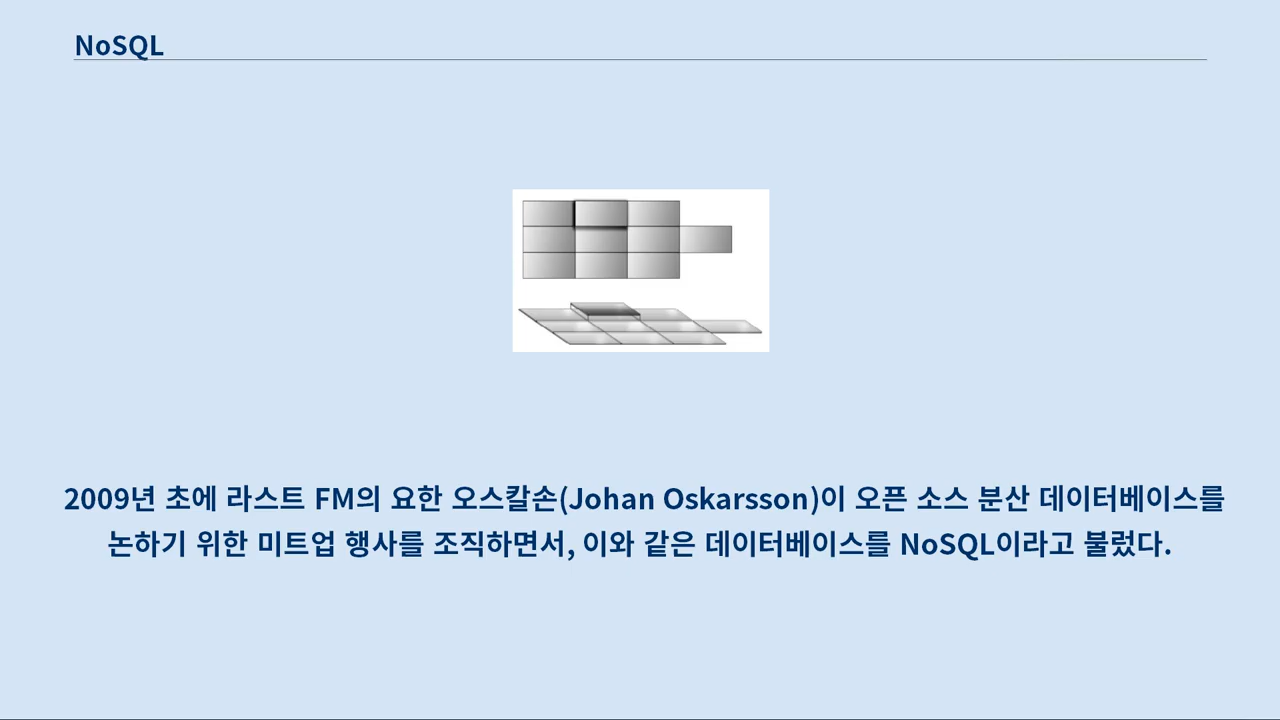 NoSQL
2009년 초에 라스트 FM의 요한 오스칼손(Johan Oskarsson)이 오픈 소스 분산 데이터베이스를
논하기 위한 미트업 행사를 조직하면서, 이와 같은 데이터베이스를 NoSQL이라고 불렀다.